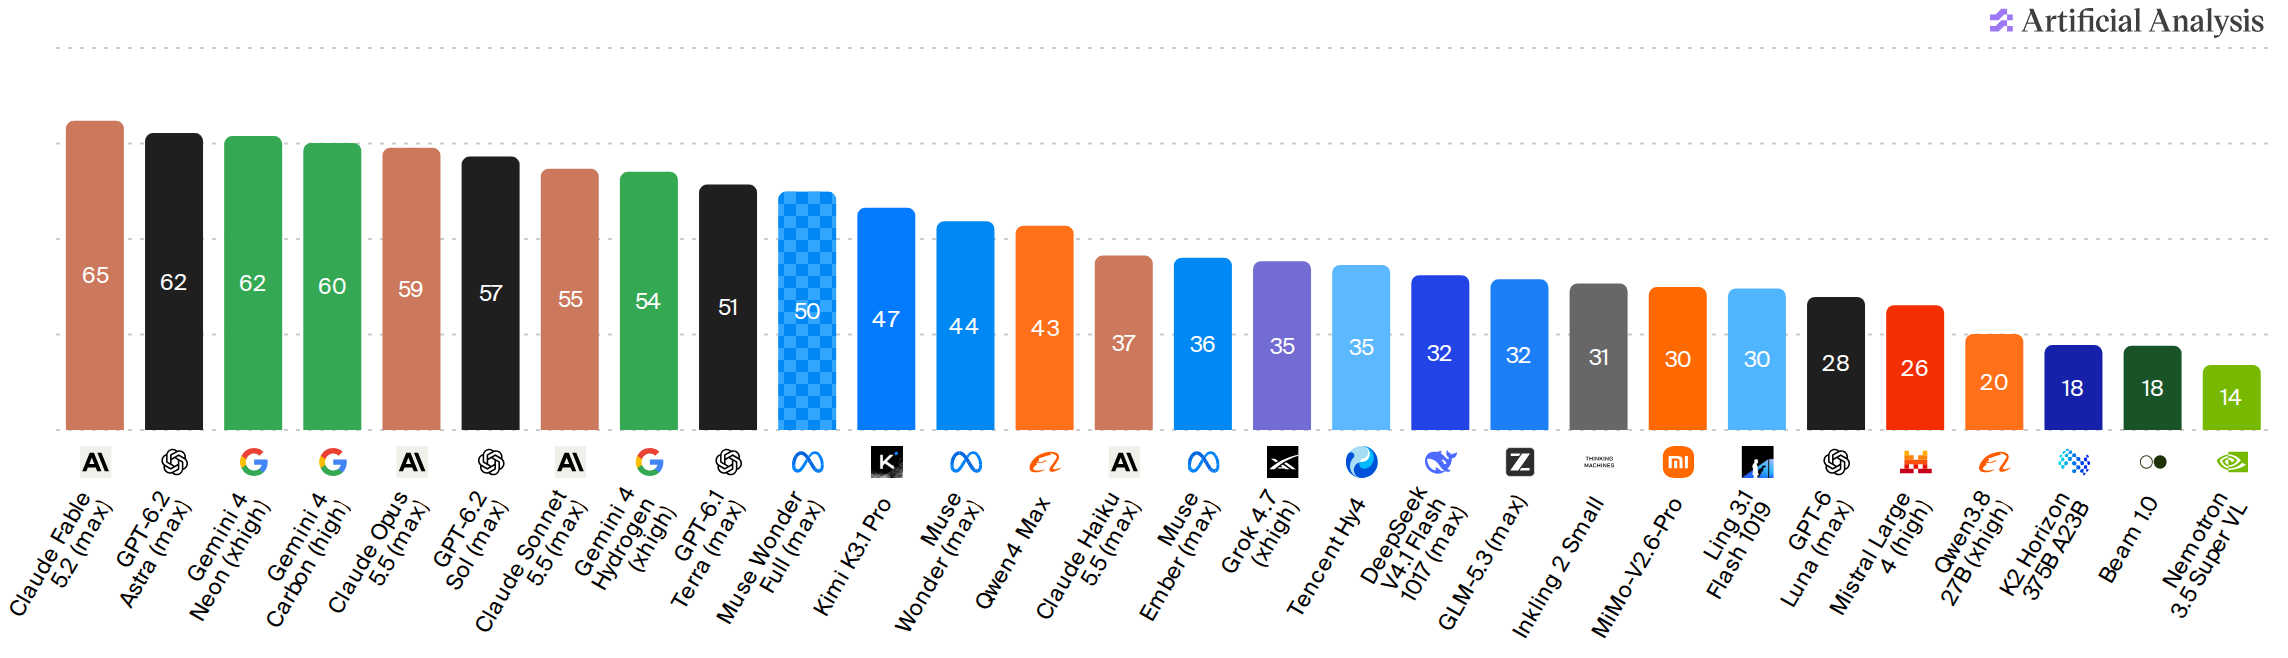 Artificial Analysis
65
62
62
60
59
57
55
54
51
50
47
44
43
37
36
35
35
32
32
31
30
30
28
26
20
18
18
14
THINKING
MACHINES
Claude Fable
5.2 (max)
GPT-6.2
Astra (max)
Gemini 4
Neon (xhigh)
Gemini 4
Carbon (high)
Claude Opus
5.5 (max)
GPT-6.2
Sol (max)
Claude Sonnet
5.5 (max)
Gemini 4
Hydrogen
(xhigh)
GPT-6.1
Terra (max)
Muse Wonder
Full (max)
Kimi K3.1 Pro
Muse
Wonder (max)
Qwen4 Max
Claude Haiku
5.5 (max)
Muse
Ember (max)
Grok 4.7
(xhigh)
Tencent Hy4
DeepSeek
V4.1 Flash
1017 (max)
GLM-5.3 (max)
Inkling 2 Small
MiMo-V2.6-Pro
Ling 3.1
Flash 1019
GPT-6
Luna (max)
Mistral Large
4 (high)
Qwen3.8
27B (xhigh)
K2 Horizon
375B A23B
Beam 1.0
Nemotron
3.5 Super VL